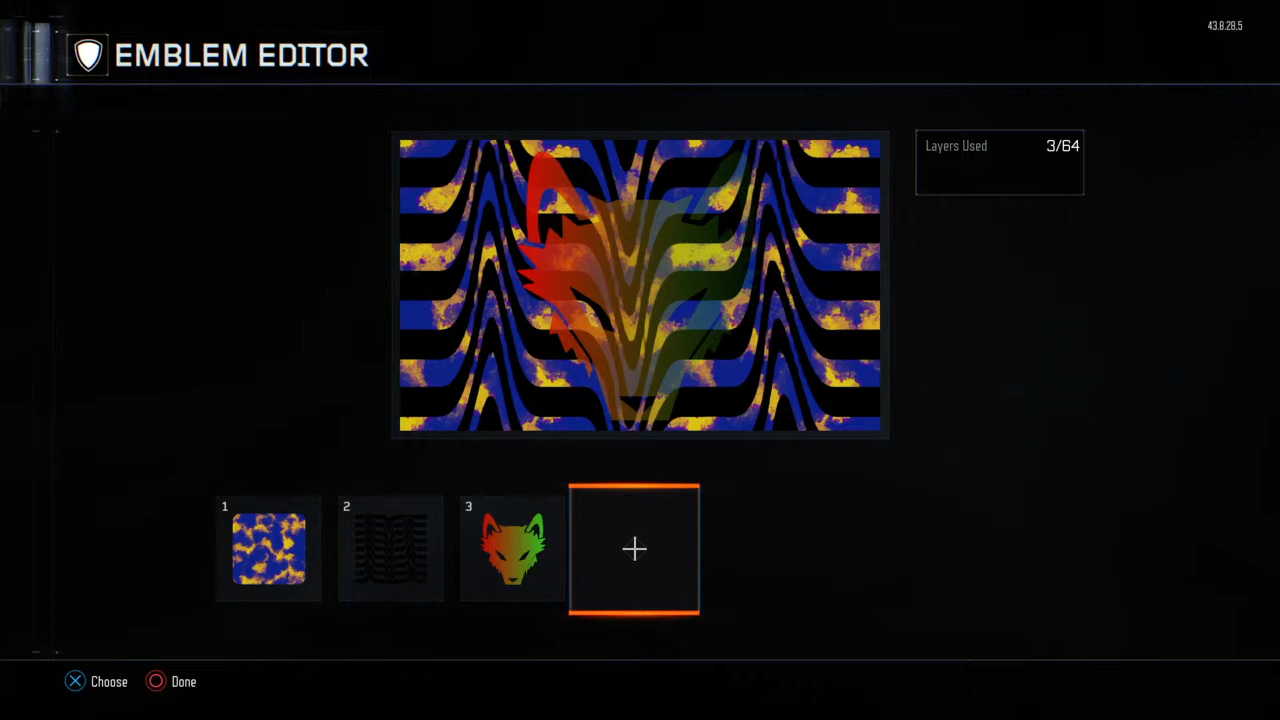 43.8.28.5
EMBLEM EDITOR
Layers Used 3/64
1 2 3
Choose Done